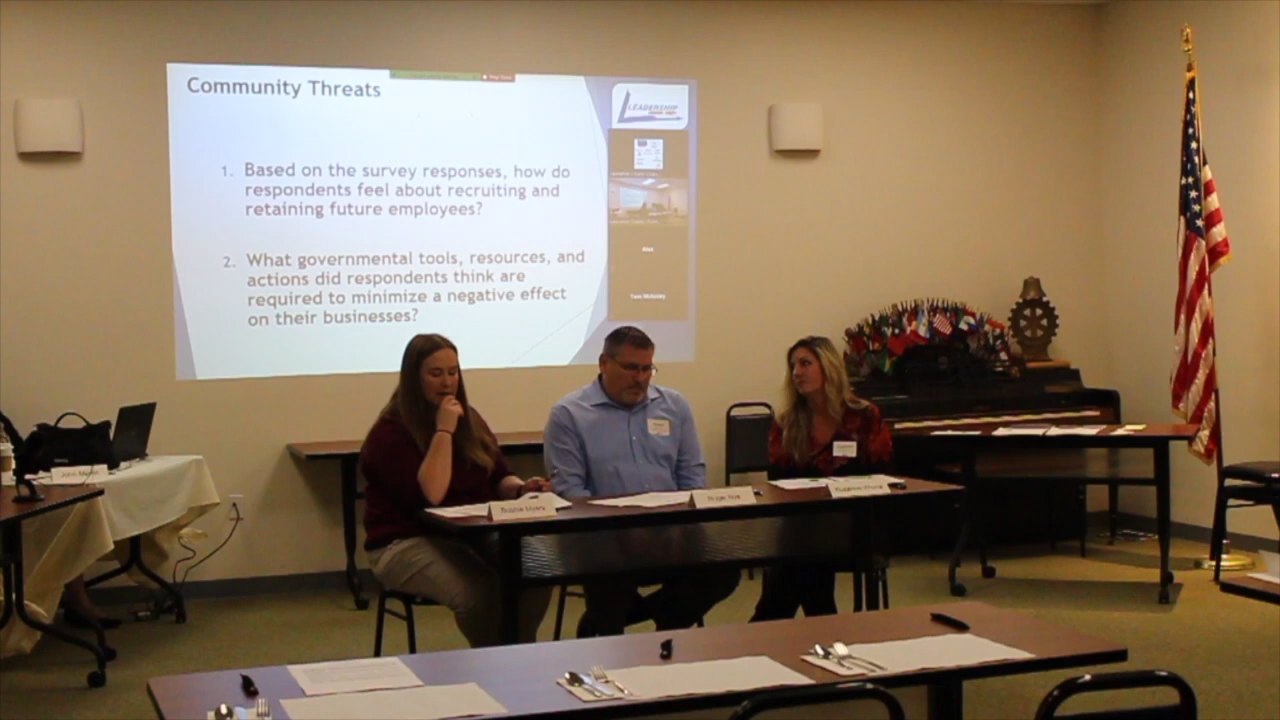 Community Threats
1. Based on the survey responses, how do
respondents feel about recruiting and
retaining future employees?
2. What governmental tools, resources, and
actions did respondents think are
required to minimize a negative effect
on their businesses?
LEADERSHIP